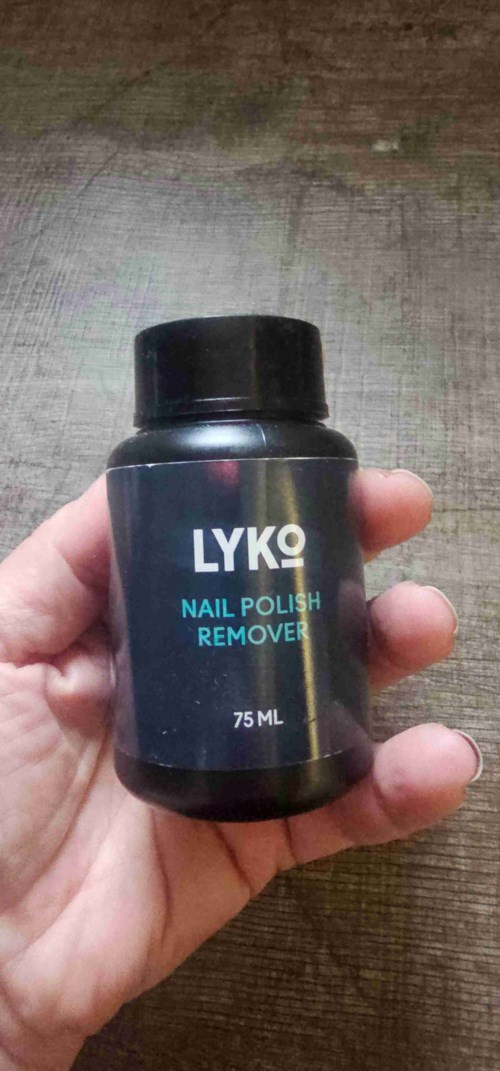 LYKO
NAIL POLISH
REMOVER
75 ML